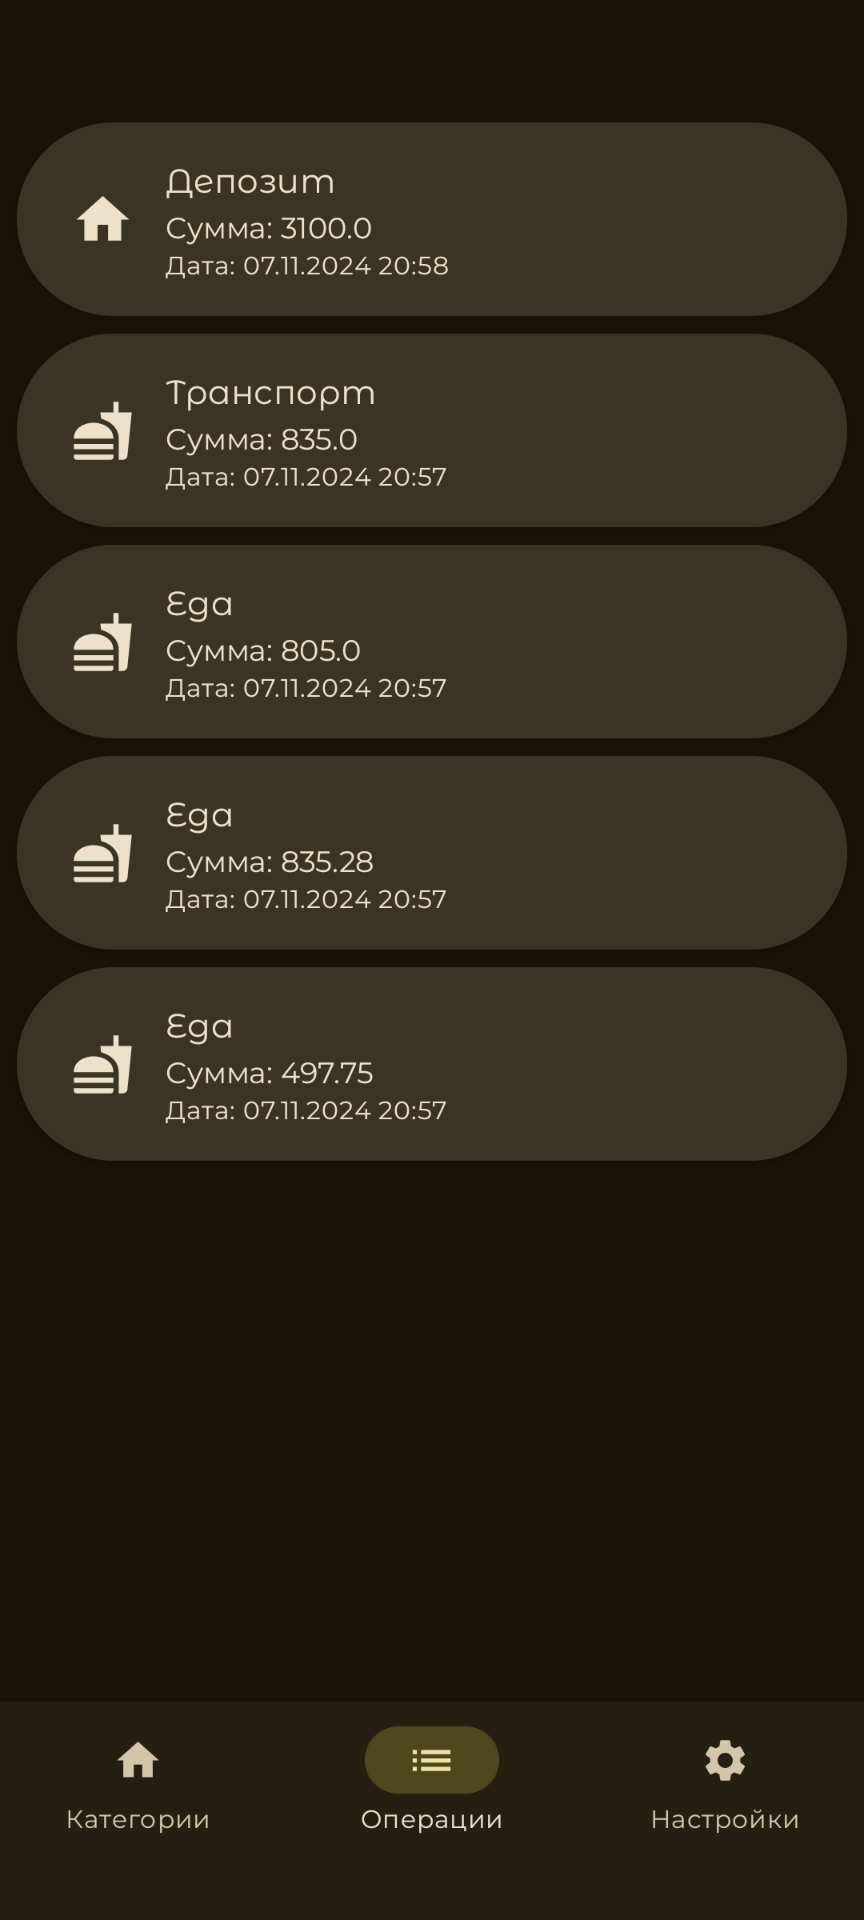 Депозит
Сумма: 3100.0
Дата: 07.11.2024 20:58
Транспорт
Сумма: 835.0
Дата: 07.11.2024 20:57
Еда
Сумма: 805.0
Дата: 07.11.2024 20:57
Еда
Сумма: 835.28
Дата: 07.11.2024 20:57
Еда
Сумма: 497.75
Дата: 07.11.2024 20:57
Категории
Операции
Настройки